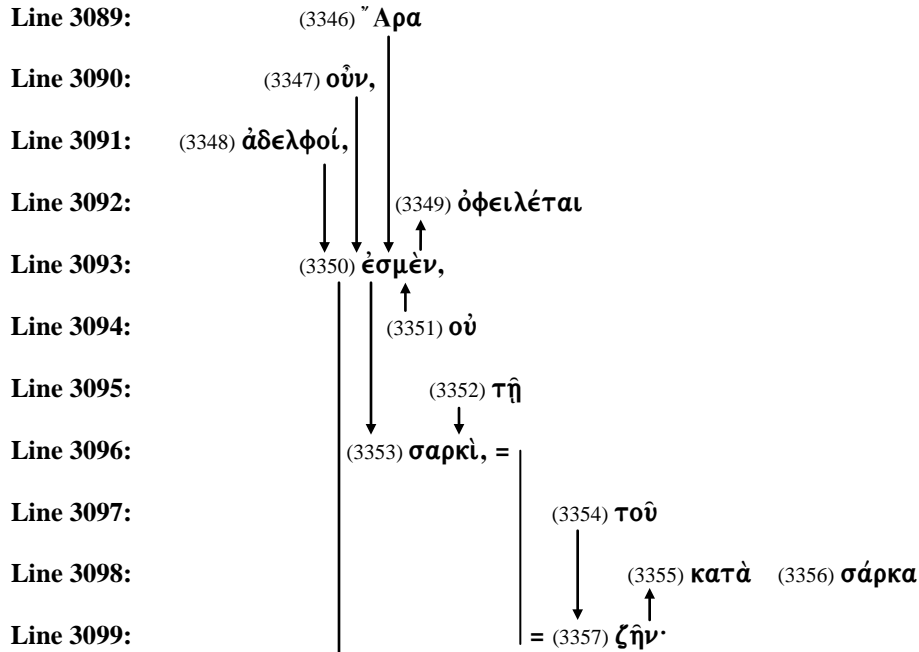 Line 3089: (3346) ῎Αρα
Line 3090: (3347) οὖν,
Line 3091: (3348) ἀδελφοί,
Line 3092: (3349) ὀφειλέται
Line 3093: (3350) ἐσμὲν,
Line 3094: (3351) οὐ
Line 3095: (3352) τῇ
Line 3096: (3353) σαρκὶ, =
Line 3097: (3354) τοῦ
Line 3098: (3355) κατὰ (3356) σάρκα
Line 3099: = (3357) ζῆν·